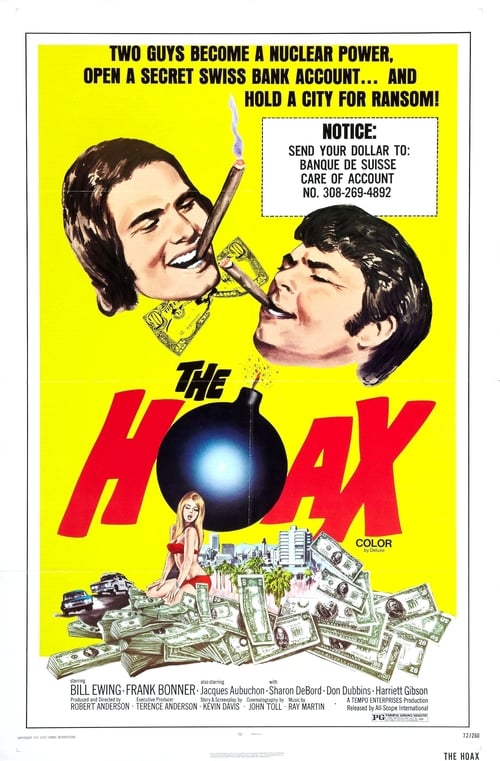 TWO GUYS BECOME A NUCLEAR POWER,
OPEN A SECRET SWISS BANK ACCOUNT... AND
HOLD A CITY FOR RANSOM!
NOTICE:
SEND YOUR DOLLAR TO:
BANQUE DE SUISSE
CARE OF ACCOUNT
NO. 308-269-4892
THE
HOAX
COLOR
by Deluxe
starring
BILL EWING · FRANK BONNER ·
also starring
Jacques Aubuchon · Sharon DeBord · Don Dubbins · Harriett Gibson
with
Produced and Directed by
ROBERT ANDERSON ·
Executive Producer
TERENCE ANDERSON ·
Story & Screenplay by
KEVIN DAVIS ·
Cinematography by
JOHN TOLL ·
Music by
RAY MARTIN
A TEMPO ENTERPRISES Production
Released by All-Scope International
PG
72/280
THE HOAX